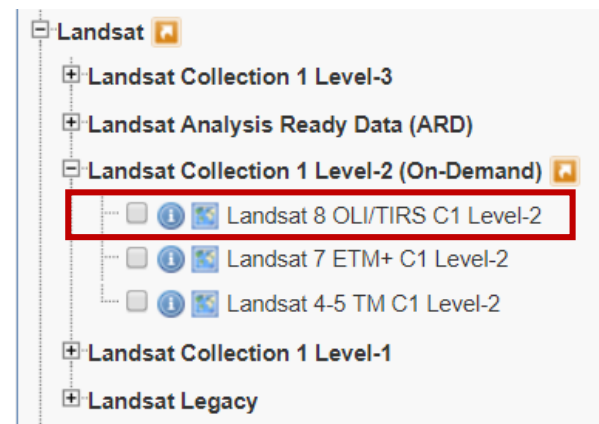 Landsat
Landsat Collection 1 Level-3
Landsat Analysis Ready Data (ARD)
Landsat Collection 1 Level-2 (On-Demand)
Landsat 8 OLI/TIRS C1 Level-2
Landsat 7 ETM+ C1 Level-2
Landsat 4-5 TM C1 Level-2
Landsat Collection 1 Level-1
Landsat Legacy